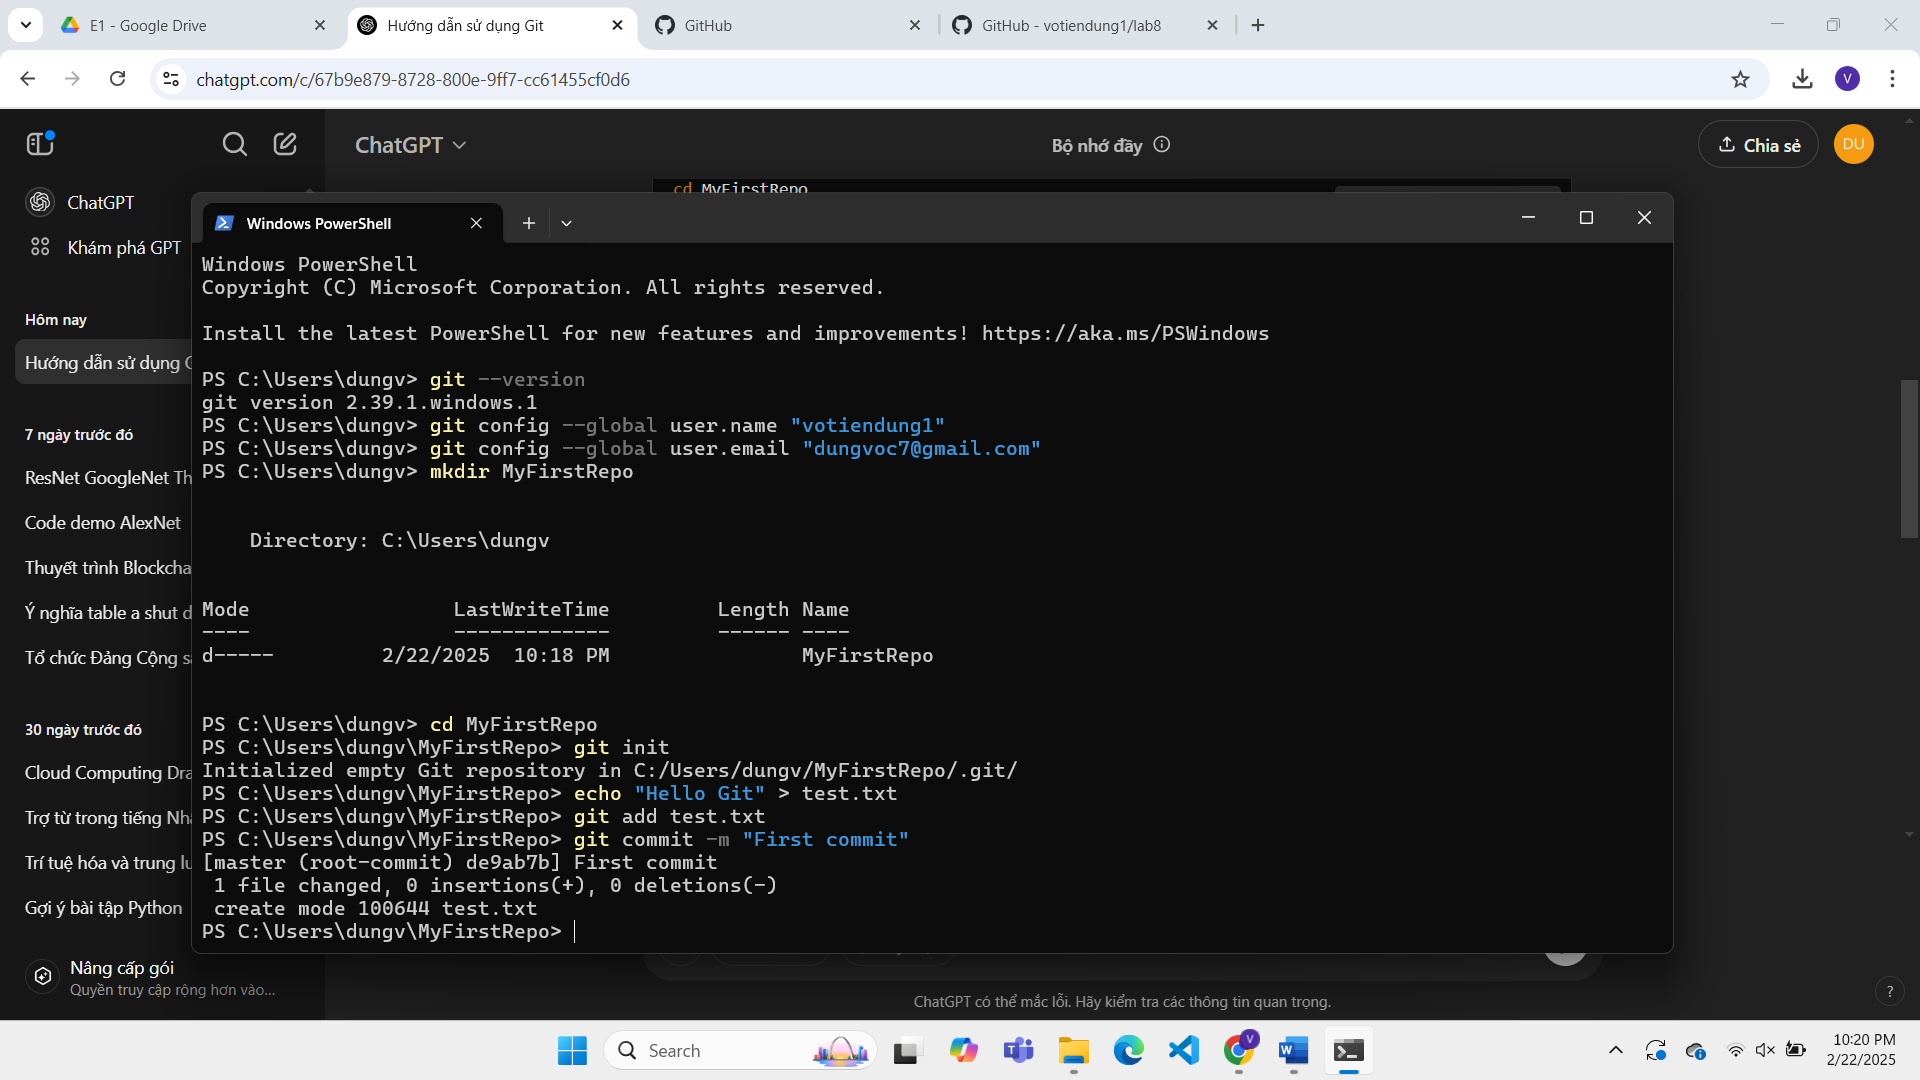 E1 - Google Drive
Hướng dẫn sử dụng Git
GitHub
GitHub - votiendung1/lab8
chatgpt.com/c/67b9e879-8728-800e-9ff7-cc61455cf0d6
V
ChatGPT
Bộ nhớ đầy
Chia sẻ
DU
ChatGPT
Khám phá GPT
Hôm nay
Hướng dẫn sử dụng G
7 ngày trước đó
ResNet GoogleNet Th
Code demo AlexNet
Thuyết trình Blockcha
Ý nghĩa table a shut d
Tổ chức Đảng Cộng s
30 ngày trước đó
Cloud Computing Dra
Trợ từ trong tiếng Nh
Trí tuệ hóa và trung lu
Gợi ý bài tập Python
Nâng cấp gói
Quyền truy cập rộng hơn vào...
cd MyFirstRepo
Windows PowerShell
Windows PowerShell
Copyright (C) Microsoft Corporation. All rights reserved.
Install the latest PowerShell for new features and improvements! https://aka.ms/PSWindows
PS C:\Users\dungv> git --version
git version 2.39.1.windows.1
PS C:\Users\dungv> git config --global user.name "votiendung1"
PS C:\Users\dungv> git config --global user.email "dungvoc7@gmail.com"
PS C:\Users\dungv> mkdir MyFirstRepo
Directory: C:\Users\dungv
Mode LastWriteTime Length Name
---- ------------- ------ ----
d----- 2/22/2025 10:18 PM MyFirstRepo
PS C:\Users\dungv> cd MyFirstRepo
PS C:\Users\dungv\MyFirstRepo> git init
Initialized empty Git repository in C:/Users/dungv/MyFirstRepo/.git/
PS C:\Users\dungv\MyFirstRepo> echo "Hello Git" > test.txt
PS C:\Users\dungv\MyFirstRepo> git add test.txt
PS C:\Users\dungv\MyFirstRepo> git commit -m "First commit"
[master (root-commit) de9ab7b] First commit
1 file changed, 0 insertions(+), 0 deletions(-)
create mode 100644 test.txt
PS C:\Users\dungv\MyFirstRepo>
ChatGPT có thể mắc lỗi. Hãy kiểm tra các thông tin quan trọng.
?
Search
10:20 PM
2/22/2025